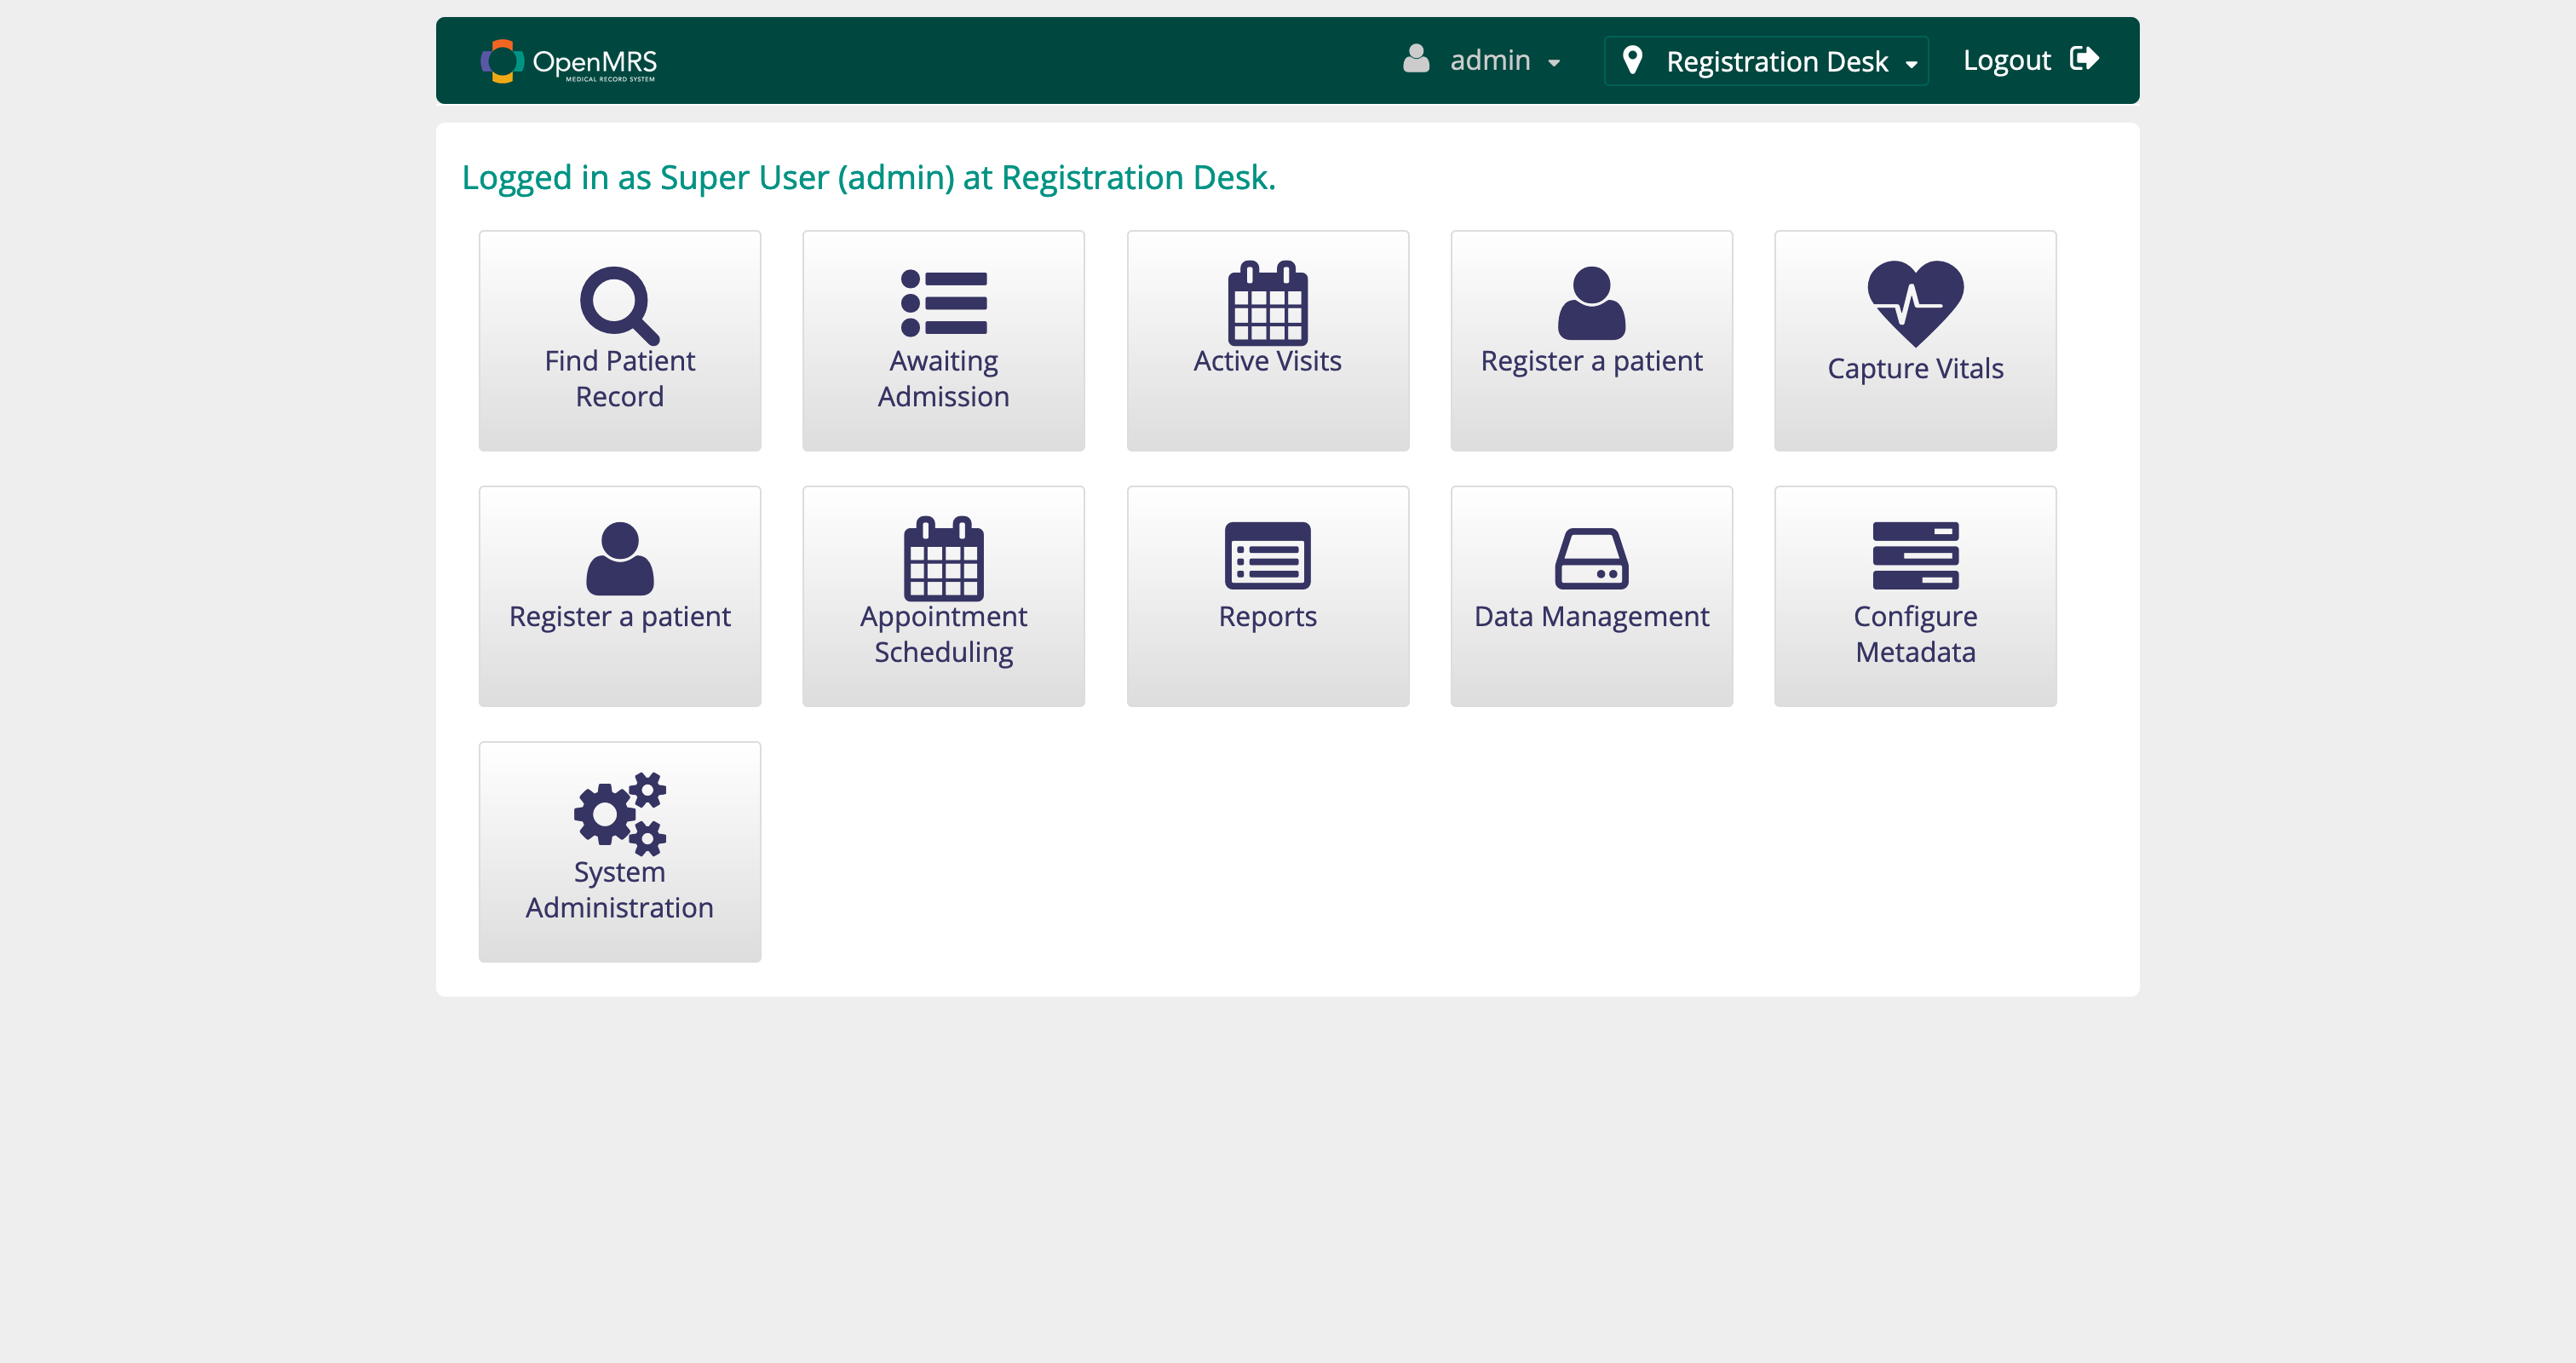 OpenMRS
MEDICAL RECORD SYSTEM
admin
Registration Desk
Logout
Logged in as Super User (admin) at Registration Desk.
Find Patient
Record
Awaiting
Admission
Active Visits
Register a patient
Capture Vitals
Register a patient
Appointment
Scheduling
Reports
Data Management
Configure
Metadata
System
Administration